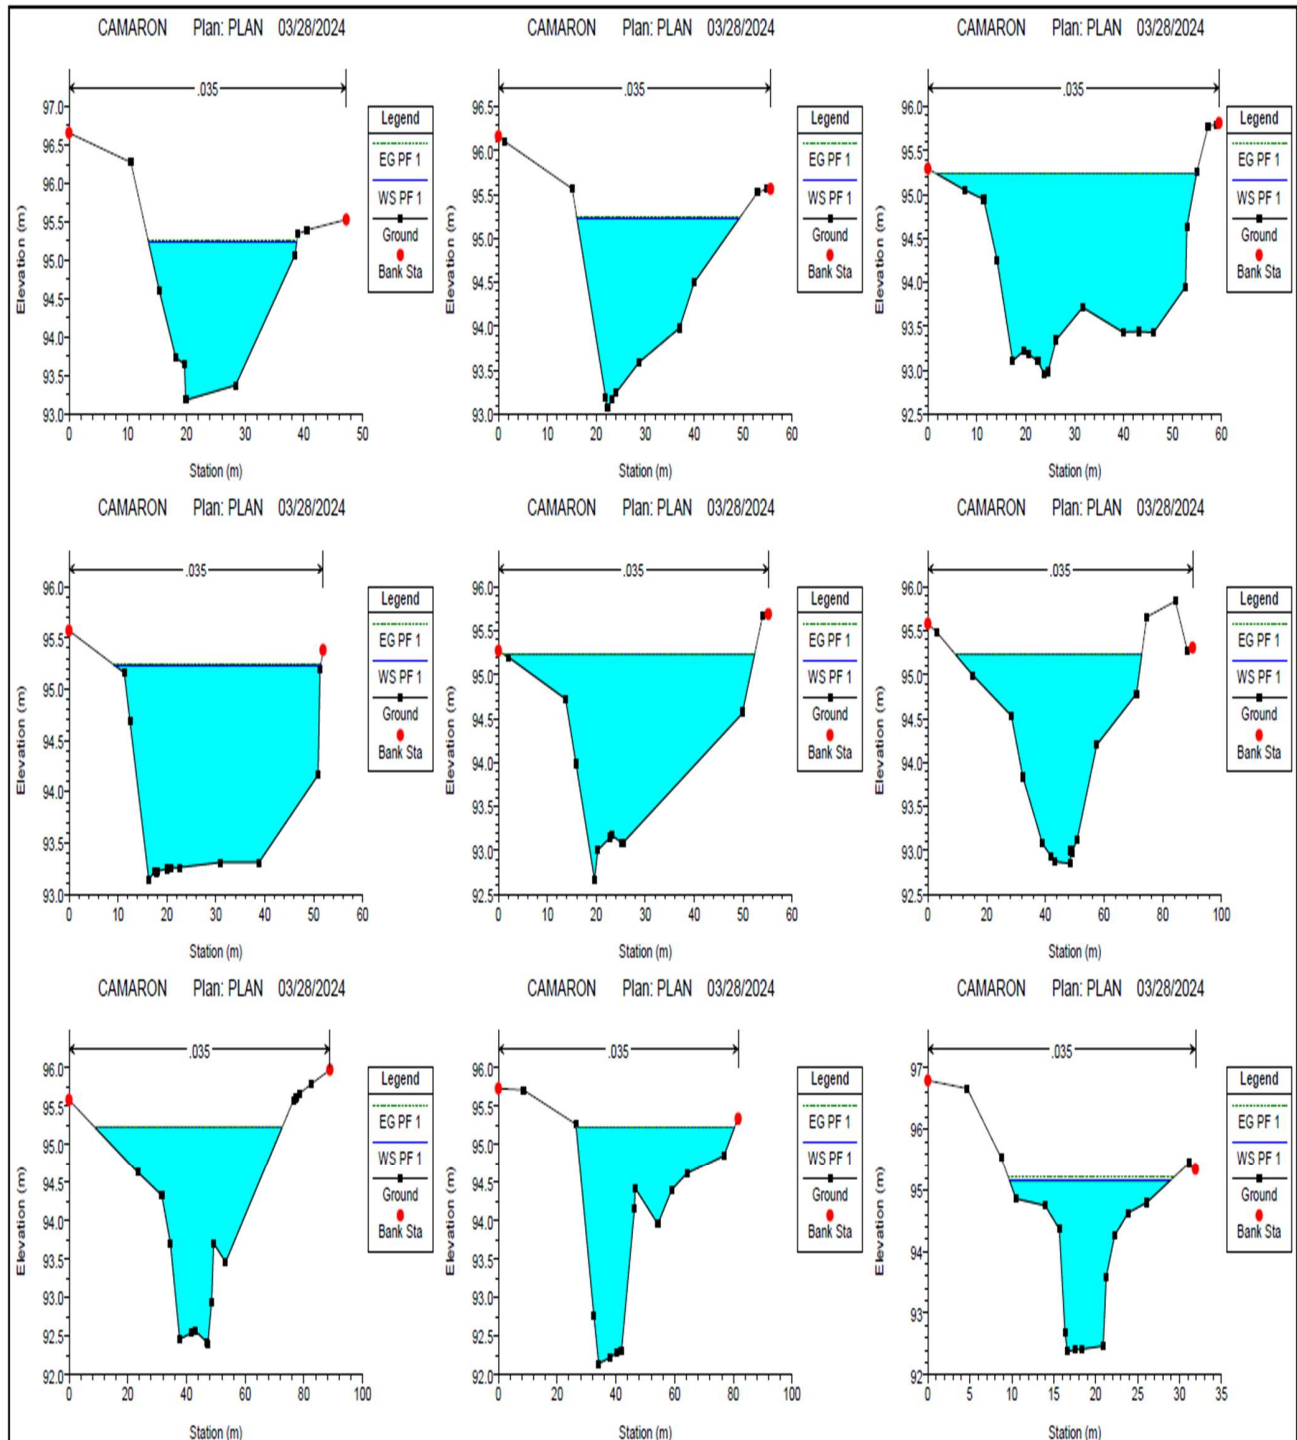 CAMARON Plan: PLAN 03/28/2024
.035
97.0
96.5
96.0
95.5
95.0
94.5
94.0
93.5
93.0
0 10 20 30 40 50
Elevation (m)
Station (m)
Legend
EG PF 1
WS PF 1
Ground
Bank Sta
CAMARON Plan: PLAN 03/28/2024
.035
96.5
96.0
95.5
95.0
94.5
94.0
93.5
93.0
0 10 20 30 40 50 60
Elevation (m)
Station (m)
Legend
EG PF 1
WS PF 1
Ground
Bank Sta
CAMARON Plan: PLAN 03/28/2024
.035
96.0
95.5
95.0
94.5
94.0
93.5
93.0
92.5
0 10 20 30 40 50 60
Elevation (m)
Station (m)
Legend
EG PF 1
WS PF 1
Ground
Bank Sta
CAMARON Plan: PLAN 03/28/2024
.035
96.0
95.5
95.0
94.5
94.0
93.5
93.0
0 10 20 30 40 50 60
Elevation (m)
Station (m)
Legend
EG PF 1
WS PF 1
Ground
Bank Sta
CAMARON Plan: PLAN 03/28/2024
.035
96.0
95.5
95.0
94.5
94.0
93.5
93.0
92.5
0 10 20 30 40 50 60
Elevation (m)
Station (m)
Legend
EG PF 1
WS PF 1
Ground
Bank Sta
CAMARON Plan: PLAN 03/28/2024
.035
96.0
95.5
95.0
94.5
94.0
93.5
93.0
92.5
0 20 40 60 80 100
Elevation (m)
Station (m)
Legend
EG PF 1
WS PF 1
Ground
Bank Sta
CAMARON Plan: PLAN 03/28/2024
.035
96.0
95.5
95.0
94.5
94.0
93.5
93.0
92.5
92.0
0 20 40 60 80 100
Elevation (m)
Station (m)
Legend
EG PF 1
WS PF 1
Ground
Bank Sta
CAMARON Plan: PLAN 03/28/2024
.035
96.0
95.5
95.0
94.5
94.0
93.5
93.0
92.5
92.0
0 20 40 60 80 100
Elevation (m)
Station (m)
Legend
EG PF 1
WS PF 1
Ground
Bank Sta
CAMARON Plan: PLAN 03/28/2024
.035
97
96
95
94
93
92
0 5 10 15 20 25 30 35
Elevation (m)
Station (m)
Legend
EG PF 1
WS PF 1
Ground
Bank Sta